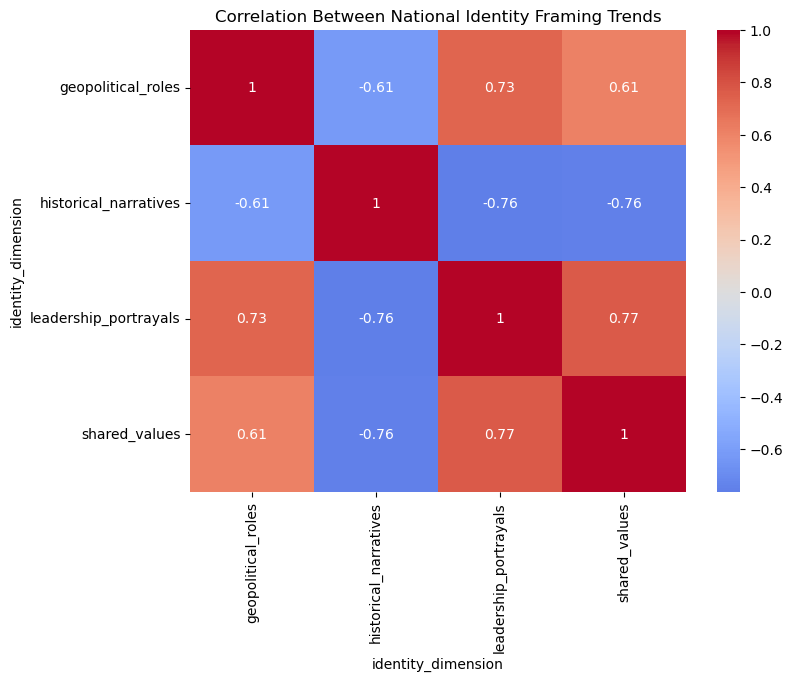 Correlation Between National Identity Framing Trends
identity_dimension
geopolitical_roles 1 -0.61 0.73 0.61
historical_narratives -0.61 1 -0.76 -0.76
leadership_portrayals 0.73 -0.76 1 0.77
shared_values 0.61 -0.76 0.77 1
geopolitical_roles
historical_narratives
leadership_portrayals
shared_values
identity_dimension
1.0
0.8
0.6
0.4
0.2
0.0
−0.2
−0.4
−0.6